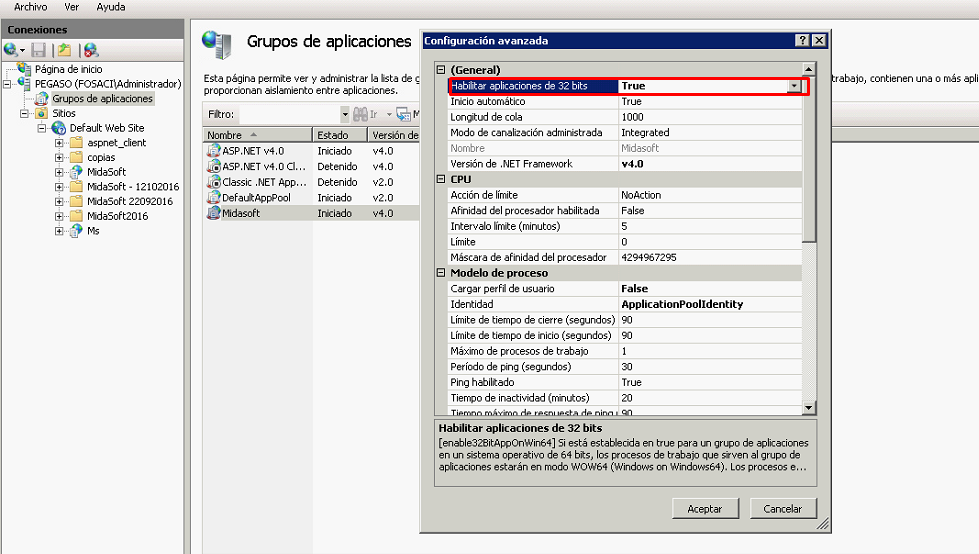 Archivo Ver Ayuda
Conexiones
Página de inicio
PEGASO (FOSACI\Administrador)
Grupos de aplicaciones
Sitios
Default Web Site
aspnet_client
copias
MidaSoft
MidaSoft - 12102016
MidaSoft 22092016
MidaSoft2016
Ms
Grupos de aplicaciones
Esta página permite ver y administrar la lista de g
trabajo, contienen una o más apli
proporcionan aislamiento entre aplicaciones.
Filtro: Ir M
Nombre Estado Versión de
ASP.NET v4.0 Iniciado v4.0
ASP.NET v4.0 Cl... Detenido v4.0
Classic .NET App... Detenido v2.0
DefaultAppPool Iniciado v2.0
Midasoft Iniciado v4.0
Configuración avanzada
(General)
Habilitar aplicaciones de 32 bits True
Inicio automático True
Longitud de cola 1000
Modo de canalización administrada Integrated
Nombre Midasoft
Versión de .NET Framework v4.0
CPU
Acción de límite NoAction
Afinidad del procesador habilitada False
Intervalo límite (minutos) 5
Límite 0
Máscara de afinidad del procesador 4294967295
Modelo de proceso
Cargar perfil de usuario False
Identidad ApplicationPoolIdentity
Límite de tiempo de cierre (segundos) 90
Límite de tiempo de inicio (segundos) 90
Máximo de procesos de trabajo 1
Período de ping (segundos) 30
Ping habilitado True
Tiempo de inactividad (minutos) 20
Tiempo máximo de respuesta de ping 90
Habilitar aplicaciones de 32 bits
[enable32BitAppOnWin64] Si está establecida en true para un grupo de aplicaciones
en un sistema operativo de 64 bits, los procesos de trabajo que sirven al grupo de
aplicaciones estarán en modo WOW64 (Windows on Windows64). Los procesos e...
Aceptar Cancelar